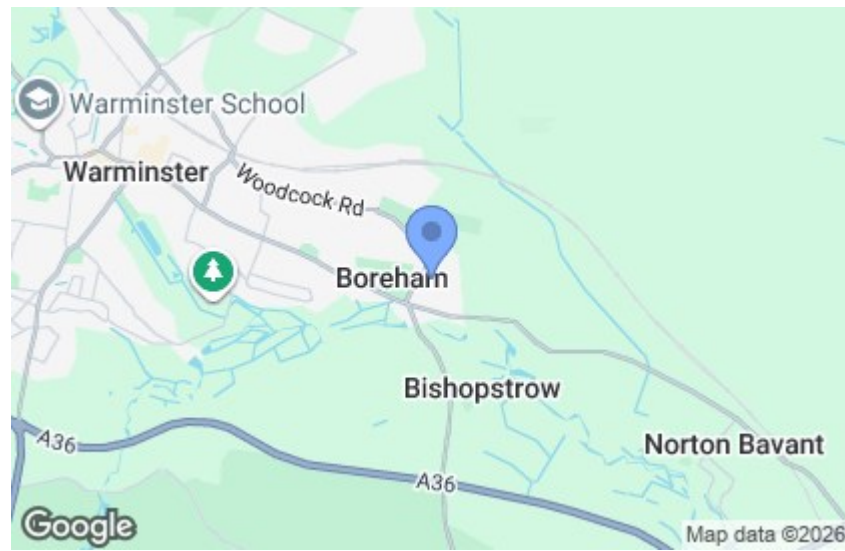 Warminster School
Warminster
Woodcock Rd
Boreham
Bishopstrow
Norton Bavant
A36
A36
Google
Map data ©2026